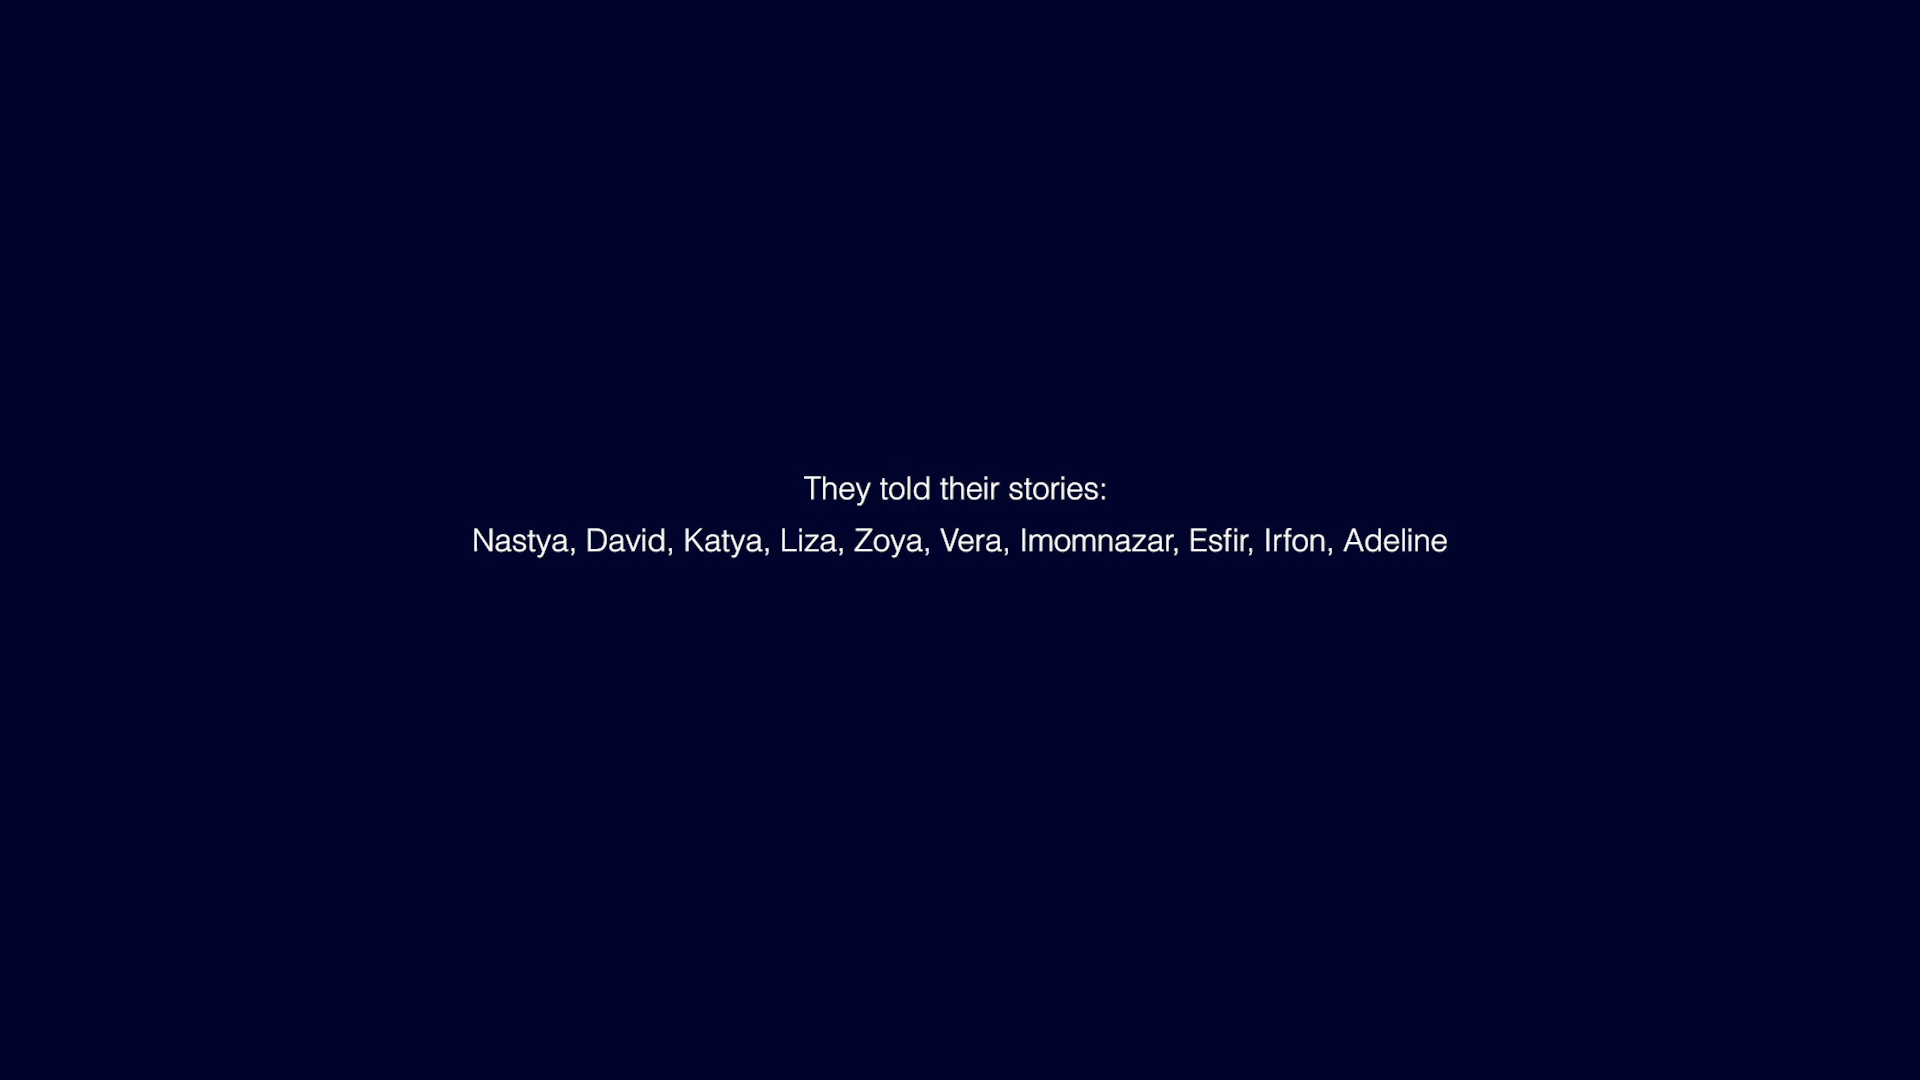 They told their stories:
Nastya, David, Katya, Liza, Zoya, Vera, Imomnazar, Esfir, Irfon, Adeline